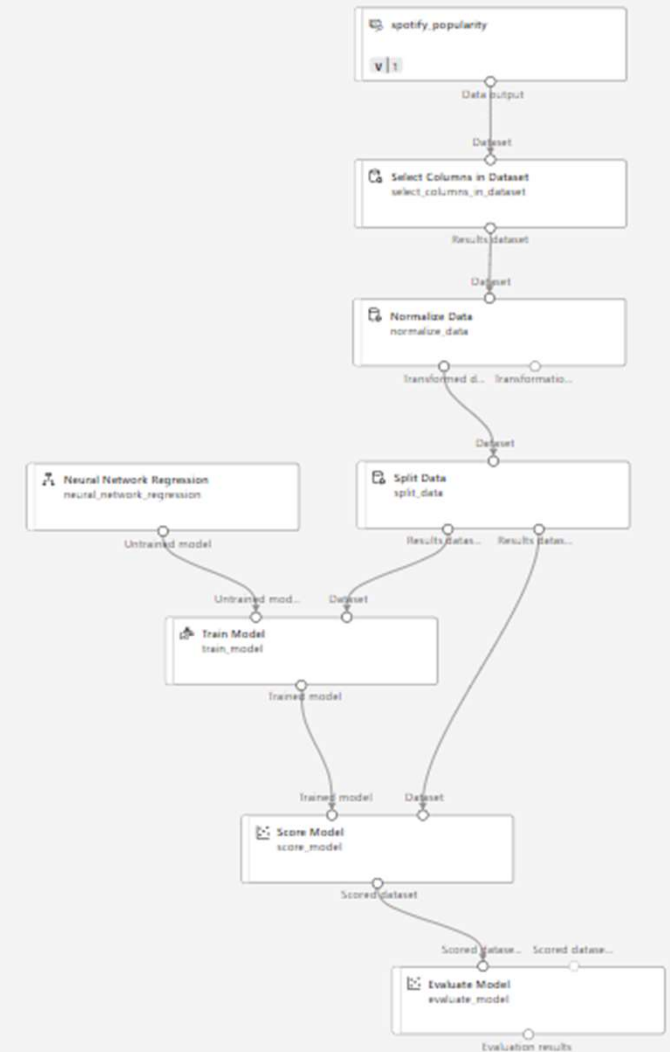 spotify_popularity
v | 1
Data output
Dataset
Select Columns in Dataset
select_columns_in_dataset
Results dataset
Dataset
Normalize Data
normalize_data
Transformed d... Transformatio...
Dataset
Neural Network Regression
neural_network_regression
Untrained model
Split Data
split_data
Results datas... Results datas...
Untrained mod... Dataset
Train Model
train_model
Trained model
Trained model Dataset
Score Model
score_model
Scored dataset
Scored datase... Scored datase...
Evaluate Model
evaluate_model
Evaluation results